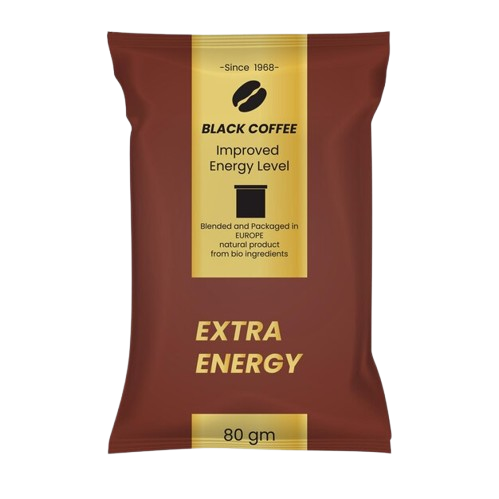 -Since 1968-
BLACK COFFEE
Improved
Energy Level
Blended and Packaged in
EUROPE
natural product
from bio ingredients
EXTRA
ENERGY
80 gm